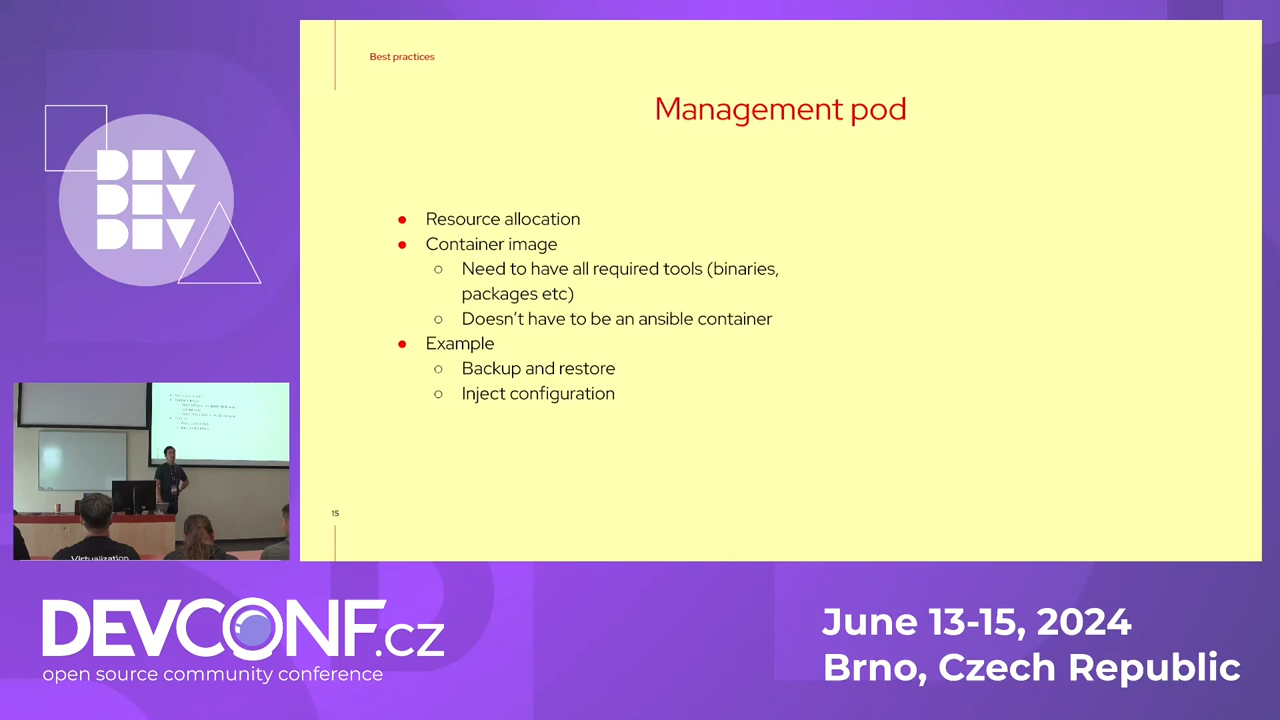 Best practices
Management pod
● Resource allocation
● Container image
○ Need to have all required tools (binaries,
packages etc)
○ Doesn’t have to be an ansible container
● Example
○ Backup and restore
○ Inject configuration
15
DEV
DEV
DEV
Virtualization
DEVCONF.cz
open source community conference
June 13-15, 2024
Brno, Czech Republic